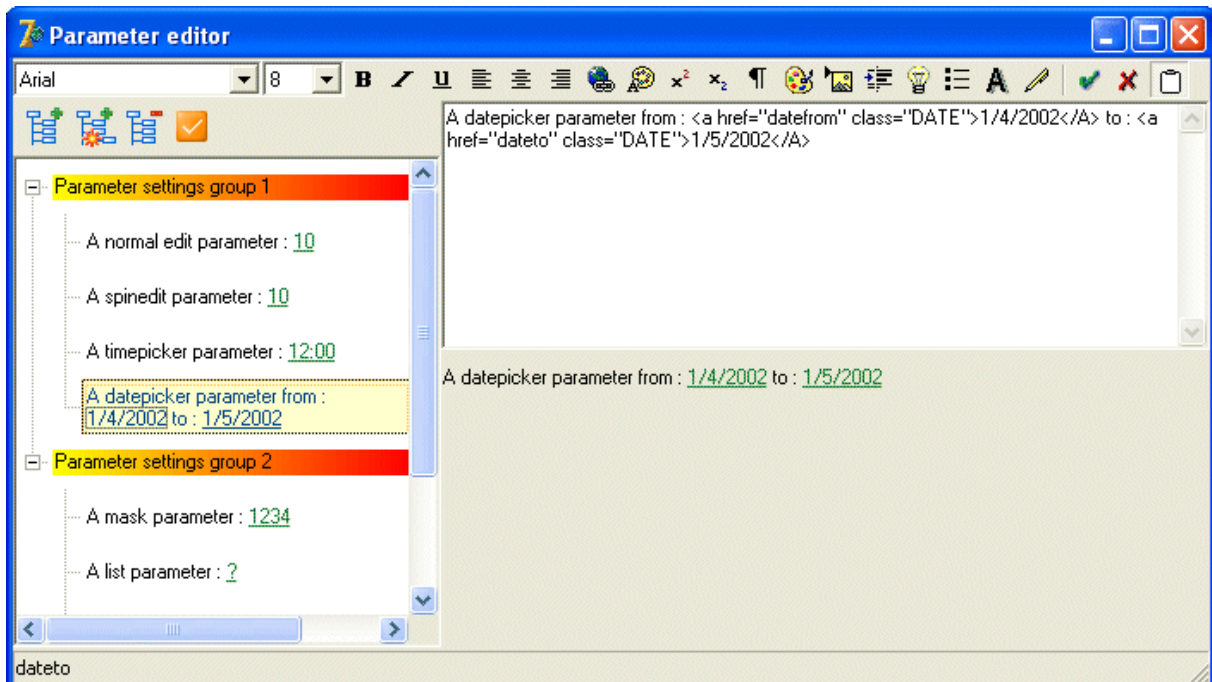 Parameter editor
Arial 8 B I U x² x₂ ¶ A
A datepicker parameter from : <a href="datefrom" class="DATE">1/4/2002</A> to : <a
href="dateto" class="DATE">1/5/2002</A>
Parameter settings group 1
A normal edit parameter : 10
A spinedit parameter : 10
A timepicker parameter : 12:00
A datepicker parameter from :
1/4/2002 to : 1/5/2002
Parameter settings group 2
A mask parameter : 1234
A list parameter : ?
A datepicker parameter from : 1/4/2002 to : 1/5/2002
dateto